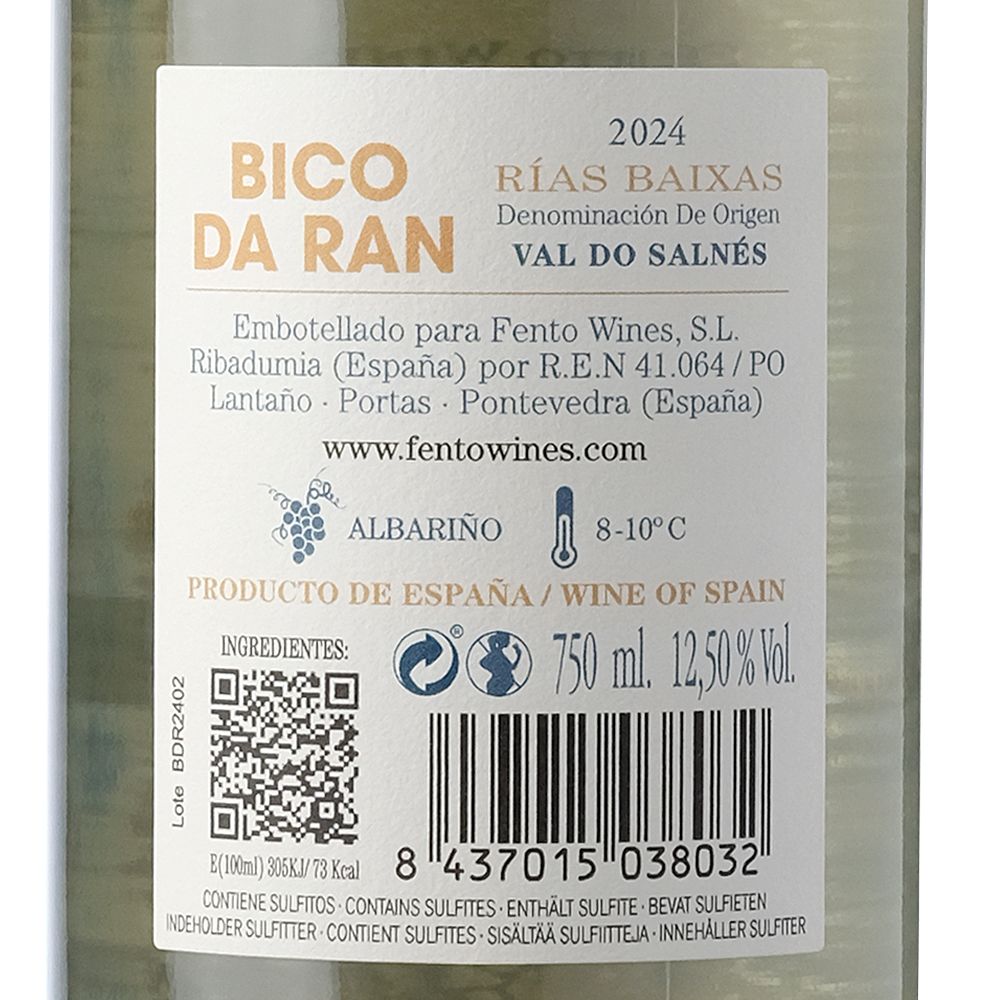 BICO
DA RAN
2024
RÍAS BAIXAS
Denominación De Origen
VAL DO SALNÉS
Embotellado para Fento Wines, S.L.
Ribadumia (España) por R.E.N 41.064 / PO
Lantaño · Portas · Pontevedra (España)
www.fentowines.com
ALBARIÑO
8-10º C
PRODUCTO DE ESPAÑA / WINE OF SPAIN
INGREDIENTES:
®
750 ml. 12,50% Vol.
Lote BDR2402
E(100ml) 305KJ/ 73 Kcal
8 437015 038032
CONTIENE SULFITOS · CONTAINS SULFITES · ENTHÄLT SULFITE · BEVAT SULFIETEN
INDEHOLDER SULFITTER · CONTIENT SULFITES · SISÄLTÄÄ SULFIITTEJA · INNEHÅLLER SULFITER